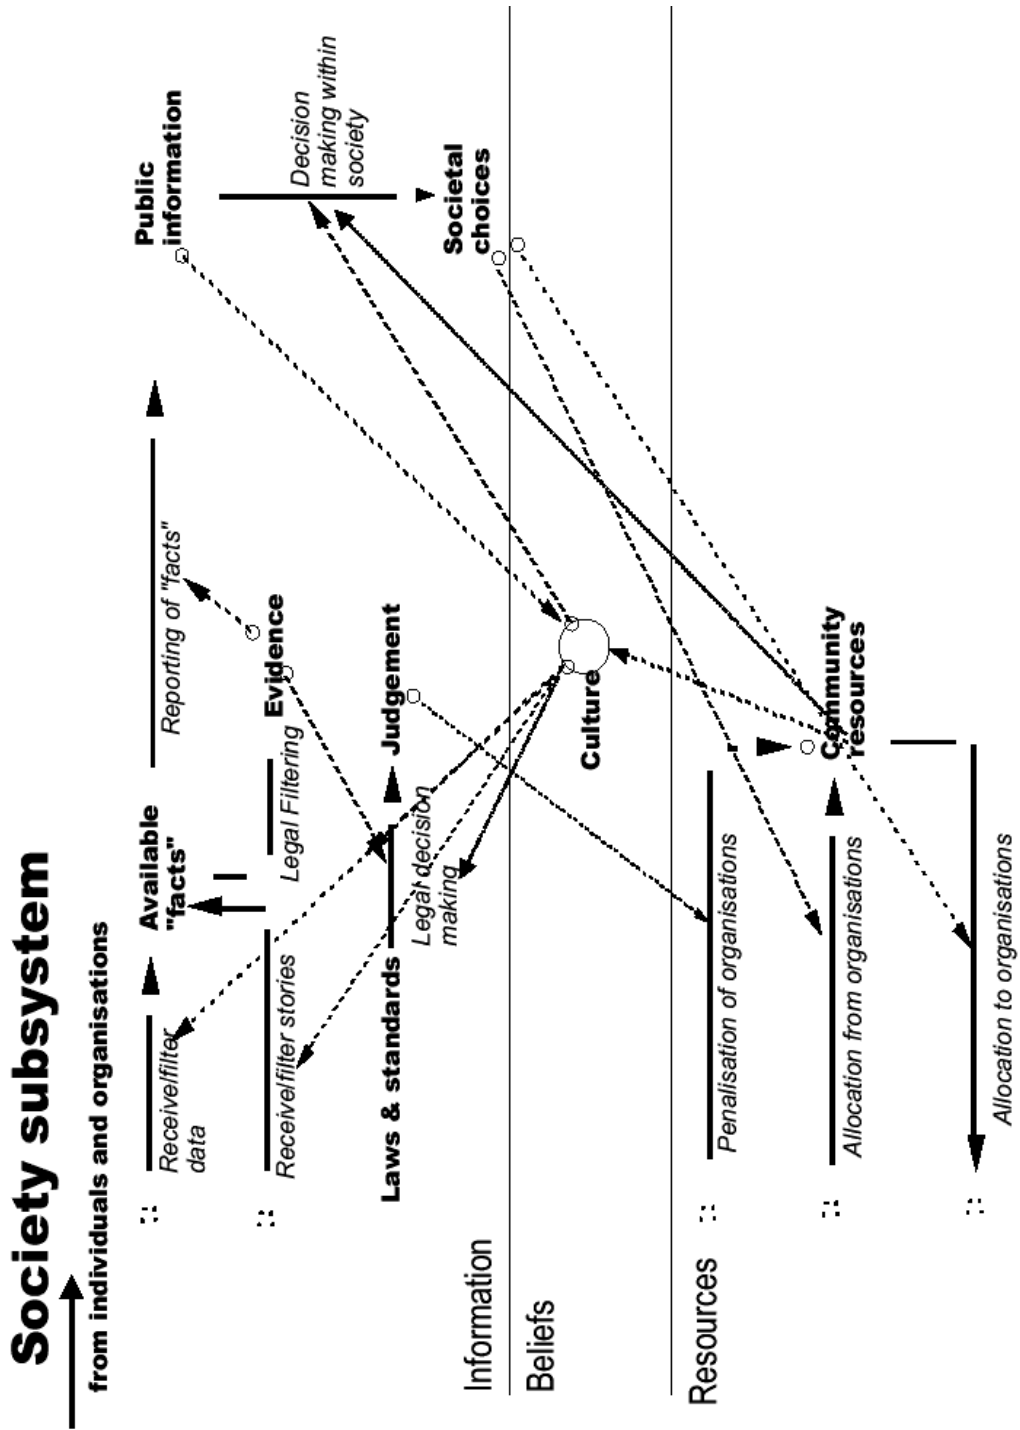 Society subsystem
from individuals and organisations
Receive/filter
data
Available
"facts"
Reporting of "facts"
Public
information
Receive/filter stories
Legal Filtering
Evidence
Decision
making within
society
Laws & standards
Legal decision
making
Judgement
Societal
choices
Information
Beliefs
Culture
Resources
Penalisation of organisations
Allocation from organisations
Community
resources
Allocation to organisations